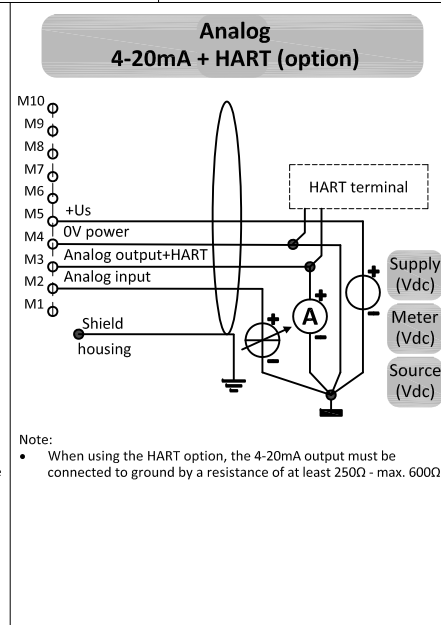 Analog
4-20mA + HART (option)
M10
M9
M8
M7
M6
M5
+Us
M4
0V power
M3
Analog output+HART
M2
Analog input
M1
Shield
housing
HART terminal
+
-
A
+
-
+
-
Supply
(Vdc)
Meter
(Vdc)
Source
(Vdc)
Note:
• When using the HART option, the 4-20mA output must be
connected to ground by a resistance of at least 250Ω - max. 600Ω
e